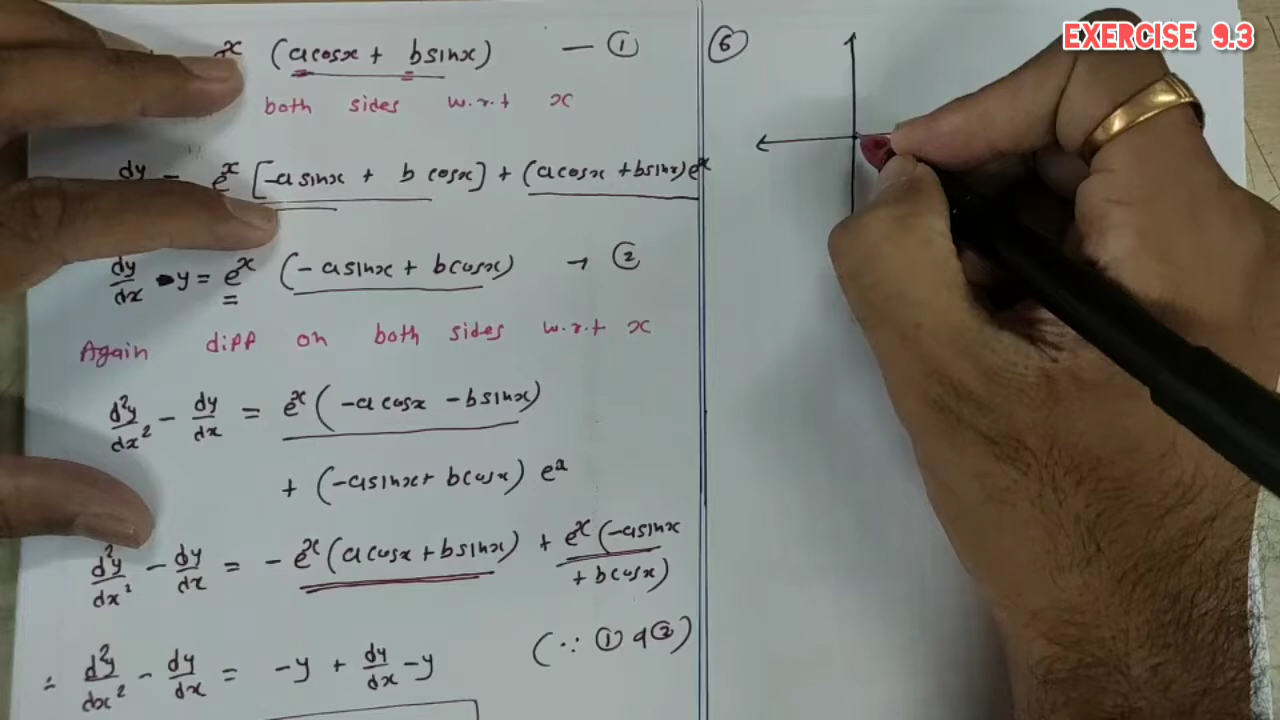 EXERCISE 9.3
x (acosx + bsinx) — ①
both sides w.r.t x
dy = e^x [-asinx + b cosx] + (acosx + bsinx)e^x
dy/dx - y = e^x (-asinx + bcosx) → ②
Again diff on both sides w.r.t x
d²y/dx² - dy/dx = e^x (-acosx - bsinx)
+ (-asinx + bcosx) e^x
d²y/dx² - dy/dx = - e^x (acosx + bsinx) + e^x (-asinx
+ bcosx)
∴ d²y/dx² - dy/dx = -y + dy/dx - y (∵ ① & ②)
⑥